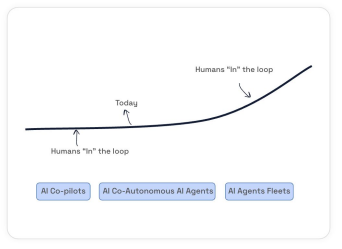 Humans "In" the loop
Today
Humans "In" the loop
AI Co-pilots
AI Co-Autonomous AI Agents
AI Agents Fleets